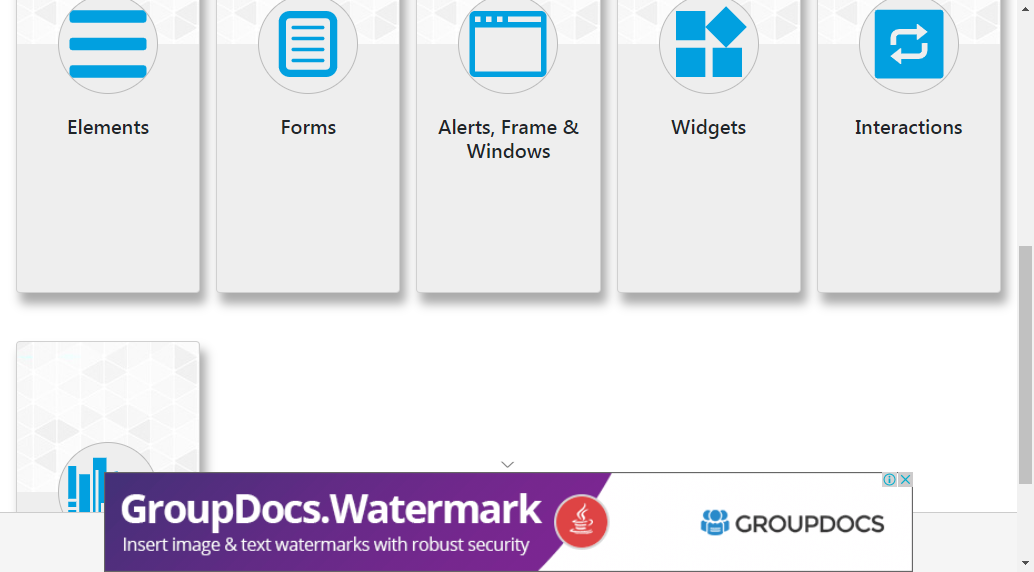 Elements
Forms
Alerts, Frame &
Windows
Widgets
Interactions
GroupDocs.Watermark
Insert image & text watermarks with robust security
GROUPDOCS